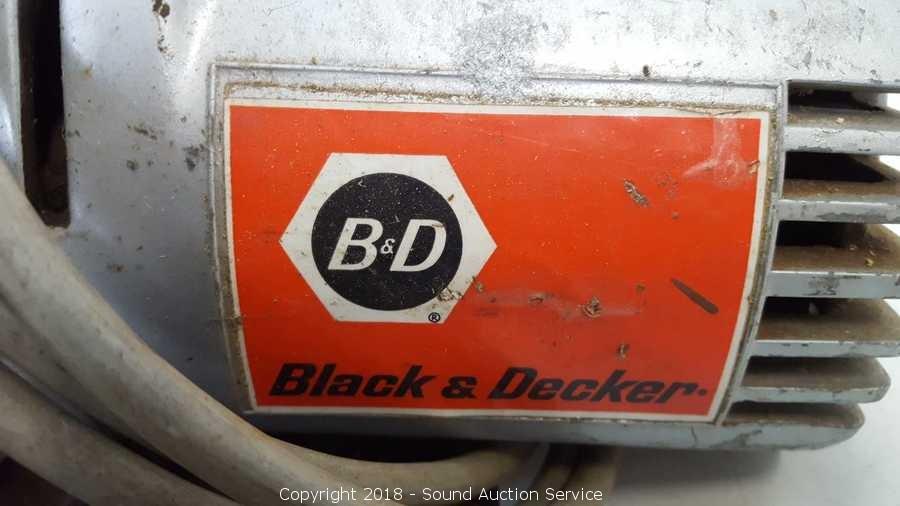 B&D
®
Black & Decker.
Copyright 2018 - Sound Auction Service